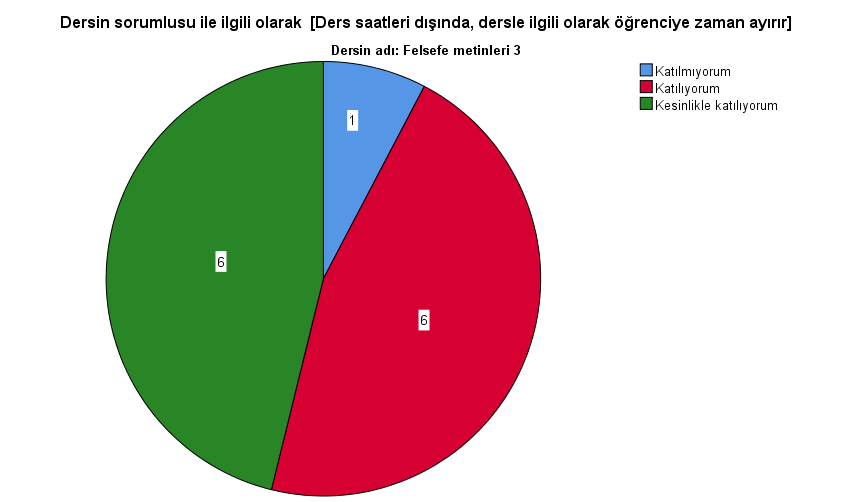 Dersin sorumlusu ile ilgili olarak [Ders saatleri dışında, dersle ilgili olarak öğrenciye zaman ayırır]
Dersin adı: Felsefe metinleri 3
Katılmıyorum
Katılıyorum
Kesinlikle katılıyorum
1
6
6